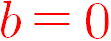 b = 0